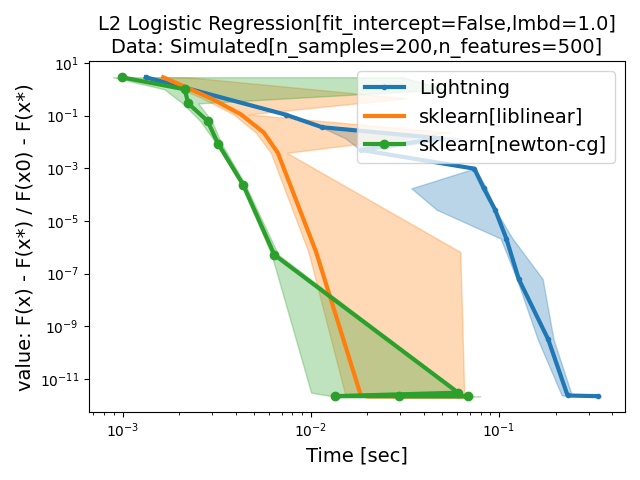 L2 Logistic Regression[fit_intercept=False,lmbd=1.0]
Data: Simulated[n_samples=200,n_features=500]
value: F(x) - F(x*) / F(x0) - F(x*)
10¹
10⁻¹
10⁻³
10⁻⁵
10⁻⁷
10⁻⁹
10⁻¹¹
Lightning
sklearn[liblinear]
sklearn[newton-cg]
10⁻³
10⁻²
10⁻¹
Time [sec]